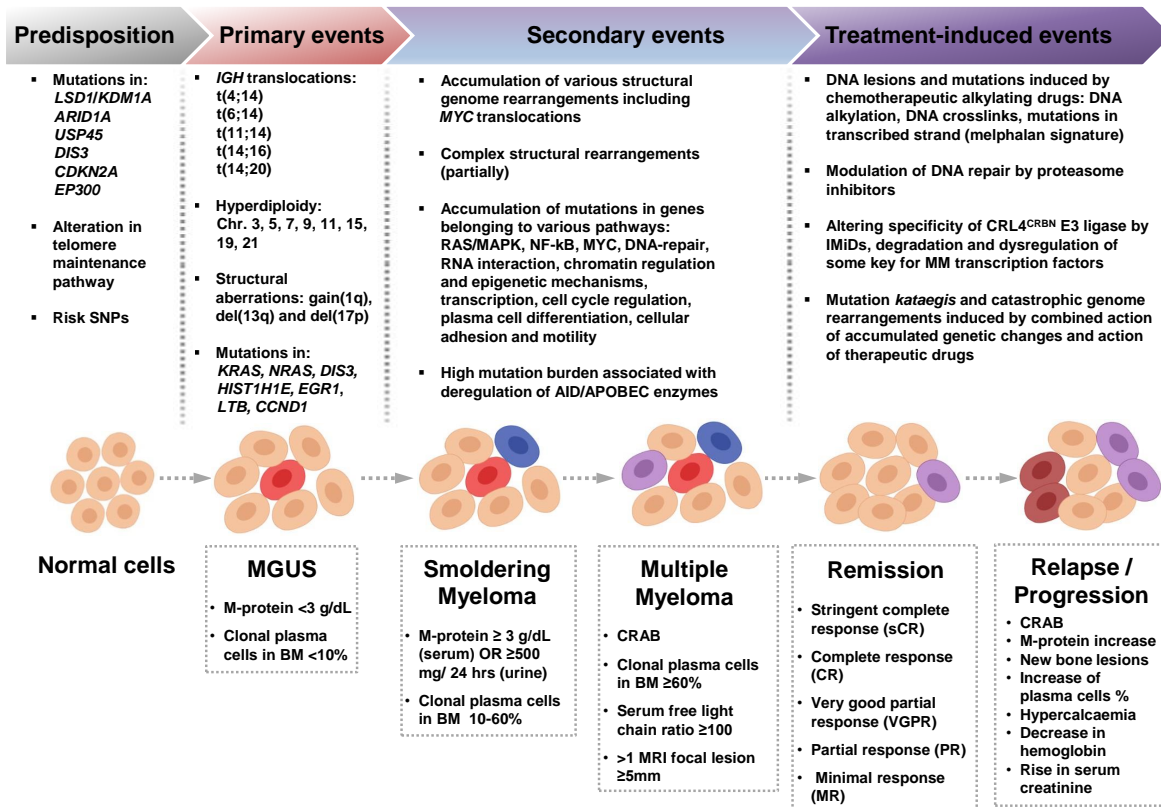 Predisposition
Primary events
Secondary events
Treatment-induced events
▪ Mutations in:
LSD1/KDM1A
ARID1A
USP45
DIS3
CDKN2A
EP300
▪ Alteration in
telomere
maintenance
pathway
▪ Risk SNPs
▪ IGH translocations:
t(4;14)
t(6;14)
t(11;14)
t(14;16)
t(14;20)
▪ Hyperdiploidy:
Chr. 3, 5, 7, 9, 11, 15,
19, 21
▪ Structural
aberrations: gain(1q),
del(13q) and del(17p)
▪ Mutations in:
KRAS, NRAS, DIS3,
HIST1H1E, EGR1,
LTB, CCND1
▪ Accumulation of various structural
genome rearrangements including
MYC translocations
▪ Complex structural rearrangements
(partially)
▪ Accumulation of mutations in genes
belonging to various pathways:
RAS/MAPK, NF-kB, MYC, DNA-repair,
RNA interaction, chromatin regulation
and epigenetic mechanisms,
transcription, cell cycle regulation,
plasma cell differentiation, cellular
adhesion and motility
▪ High mutation burden associated with
deregulation of AID/APOBEC enzymes
▪ DNA lesions and mutations induced by
chemotherapeutic alkylating drugs: DNA
alkylation, DNA crosslinks, mutations in
transcribed strand (melphalan signature)
▪ Modulation of DNA repair by proteasome
inhibitors
▪ Altering specificity of CRL4CRBN E3 ligase by
IMiDs, degradation and dysregulation of
some key for MM transcription factors
▪ Mutation kataegis and catastrophic genome
rearrangements induced by combined action
of accumulated genetic changes and action
of therapeutic drugs
Normal cells
MGUS
• M-protein <3 g/dL
• Clonal plasma
cells in BM <10%
Smoldering
Myeloma
• M-protein ≥ 3 g/dL
(serum) OR ≥500
mg/ 24 hrs (urine)
• Clonal plasma cells
in BM 10-60%
Multiple
Myeloma
• CRAB
• Clonal plasma cells
in BM ≥60%
• Serum free light
chain ratio ≥100
• >1 MRI focal lesion
≥5mm
Remission
• Stringent complete
response (sCR)
• Complete response
(CR)
• Very good partial
response (VGPR)
• Partial response (PR)
• Minimal response
(MR)
Relapse /
Progression
• CRAB
• M-protein increase
• New bone lesions
• Increase of
plasma cells %
• Hypercalcaemia
• Decrease in
hemoglobin
• Rise in serum
creatinine